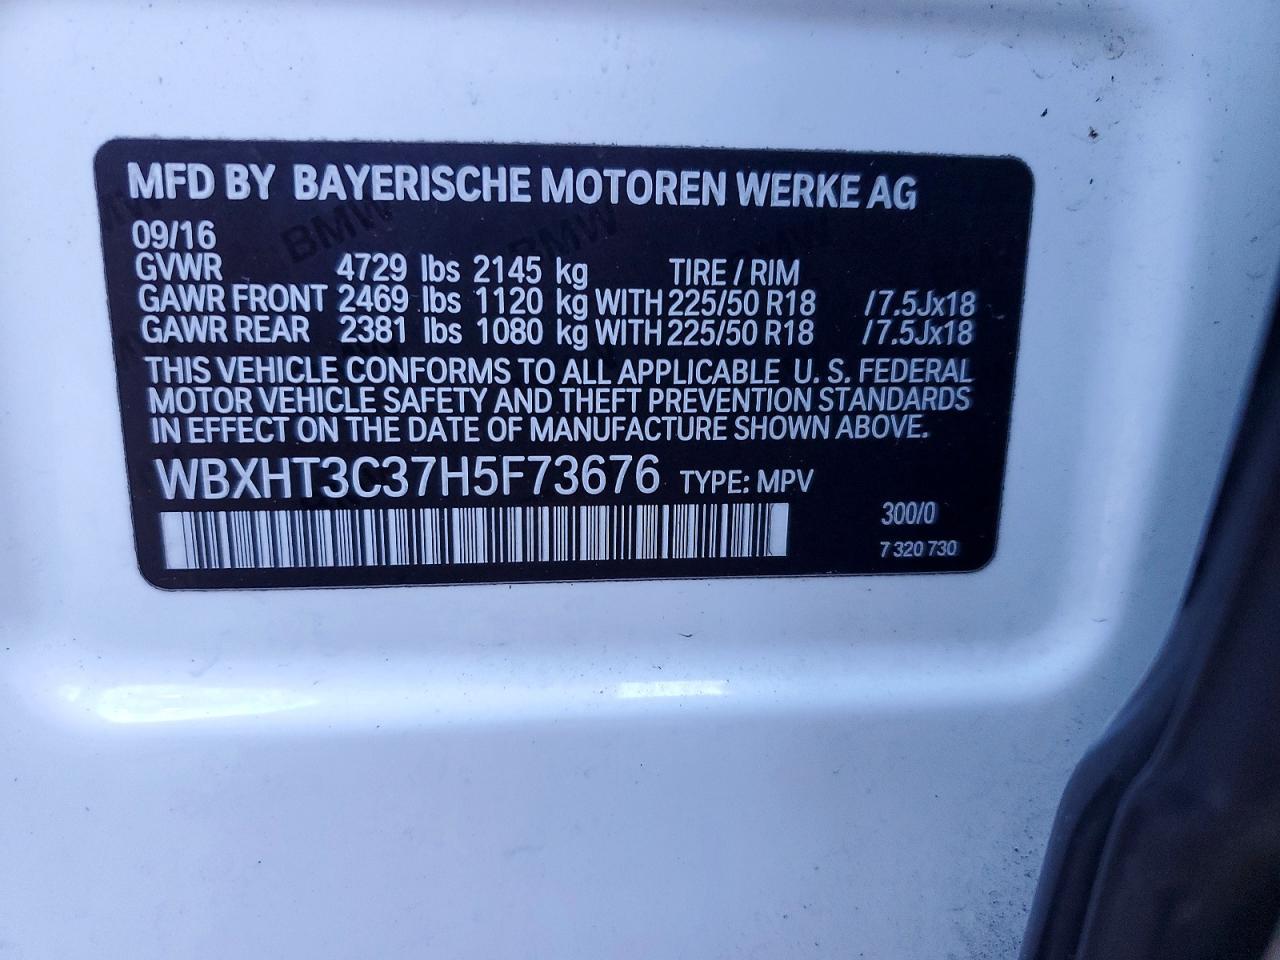 MFD BY BAYERISCHE MOTOREN WERKE AG
09/16
GVWR 4729 lbs 2145 kg TIRE / RIM
GAWR FRONT 2469 lbs 1120 kg WITH 225/50 R18 /7.5Jx18
GAWR REAR 2381 lbs 1080 kg WITH 225/50 R18 /7.5Jx18
THIS VEHICLE CONFORMS TO ALL APPLICABLE U. S. FEDERAL
MOTOR VEHICLE SAFETY AND THEFT PREVENTION STANDARDS
IN EFFECT ON THE DATE OF MANUFACTURE SHOWN ABOVE.
WBXHT3C37H5F73676 TYPE: MPV
300/0
7 320 730
BMW BMW BMW